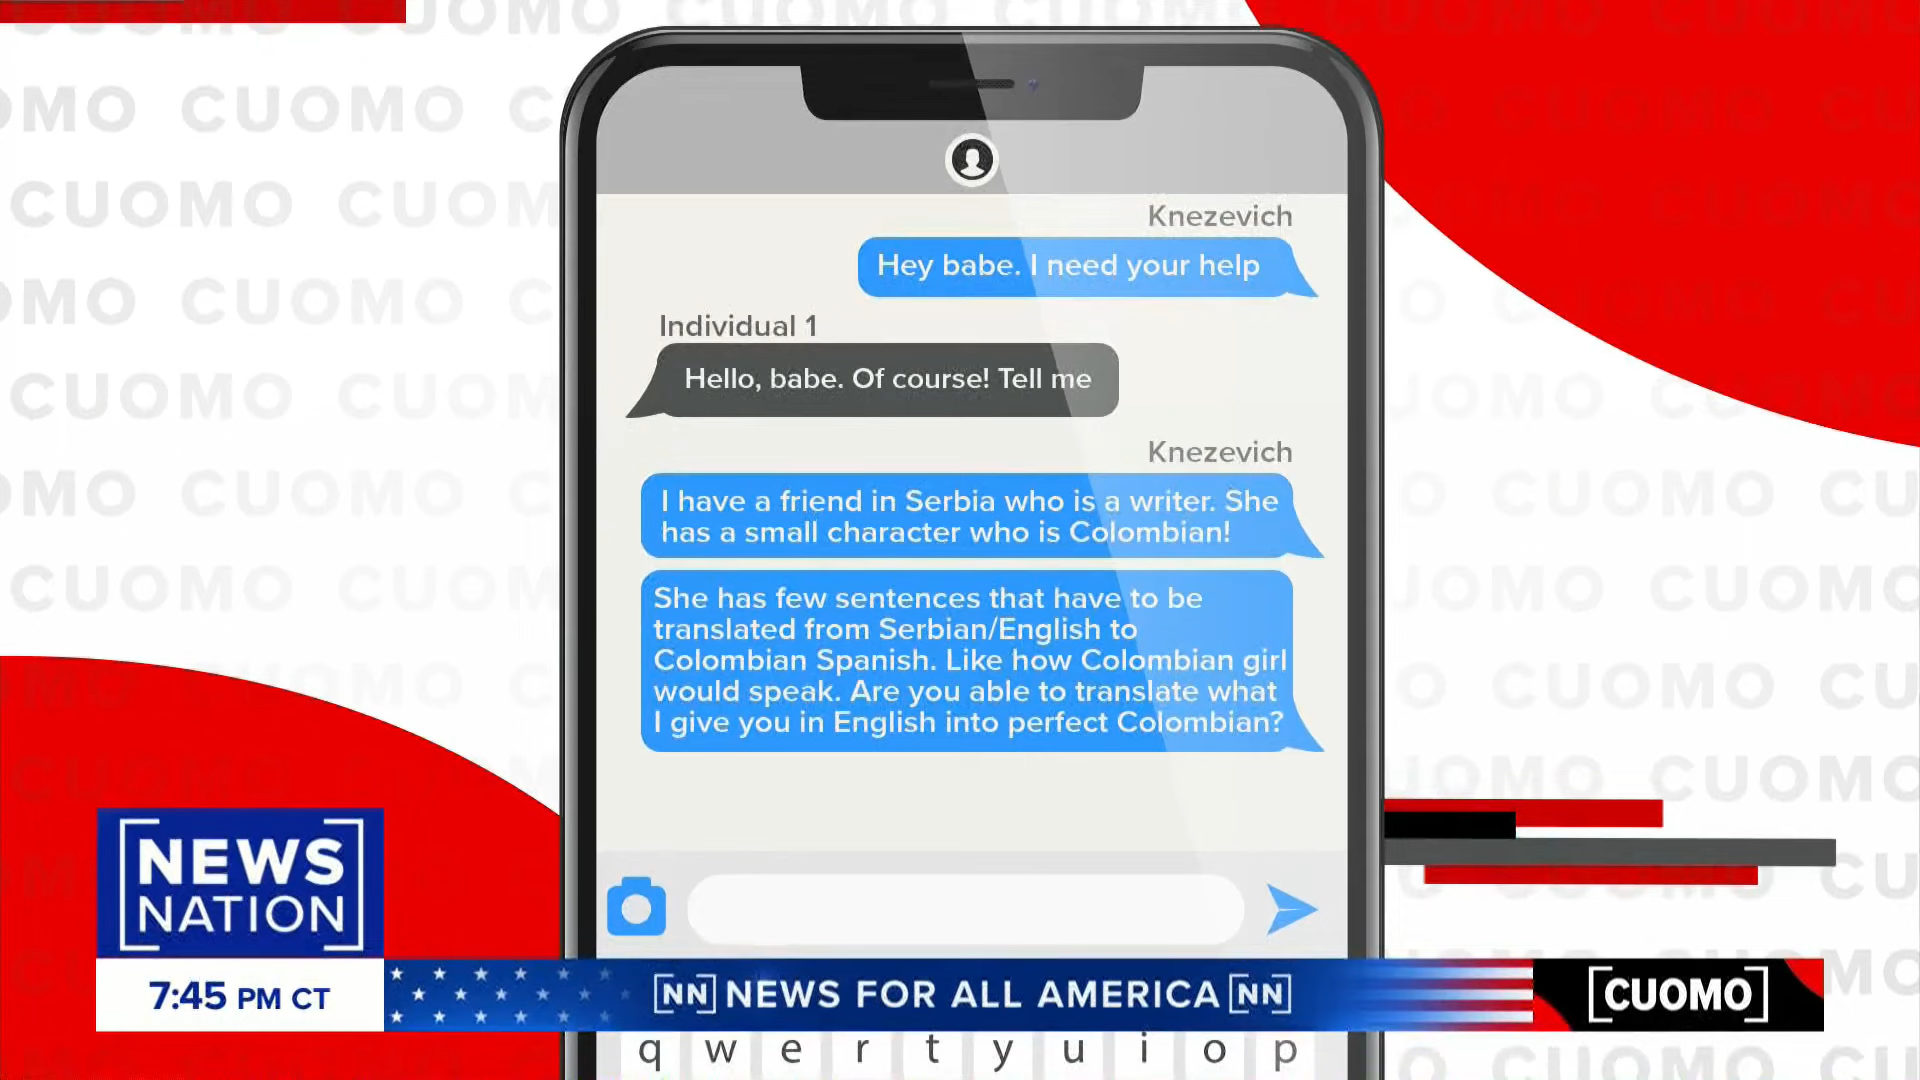 CUOMO
Knezevich
Hey babe. I need your help
Individual 1
Hello, babe. Of course! Tell me
Knezevich
I have a friend in Serbia who is a writer. She
has a small character who is Colombian!
She has few sentences that have to be
translated from Serbian/English to
Colombian Spanish. Like how Colombian girl
would speak. Are you able to translate what
I give you in English into perfect Colombian?
NEWS
NATION
7:45 PM CT
NN NEWS FOR ALL AMERICA NN
CUOMO
q w e r t y u i o p